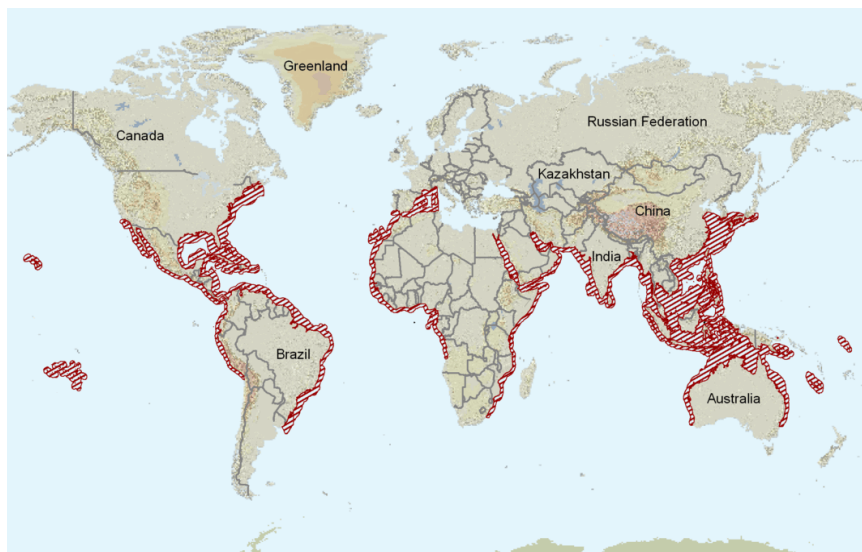 Greenland
Canada
Russian Federation
Kazakhstan
China
India
Brazil
Australia